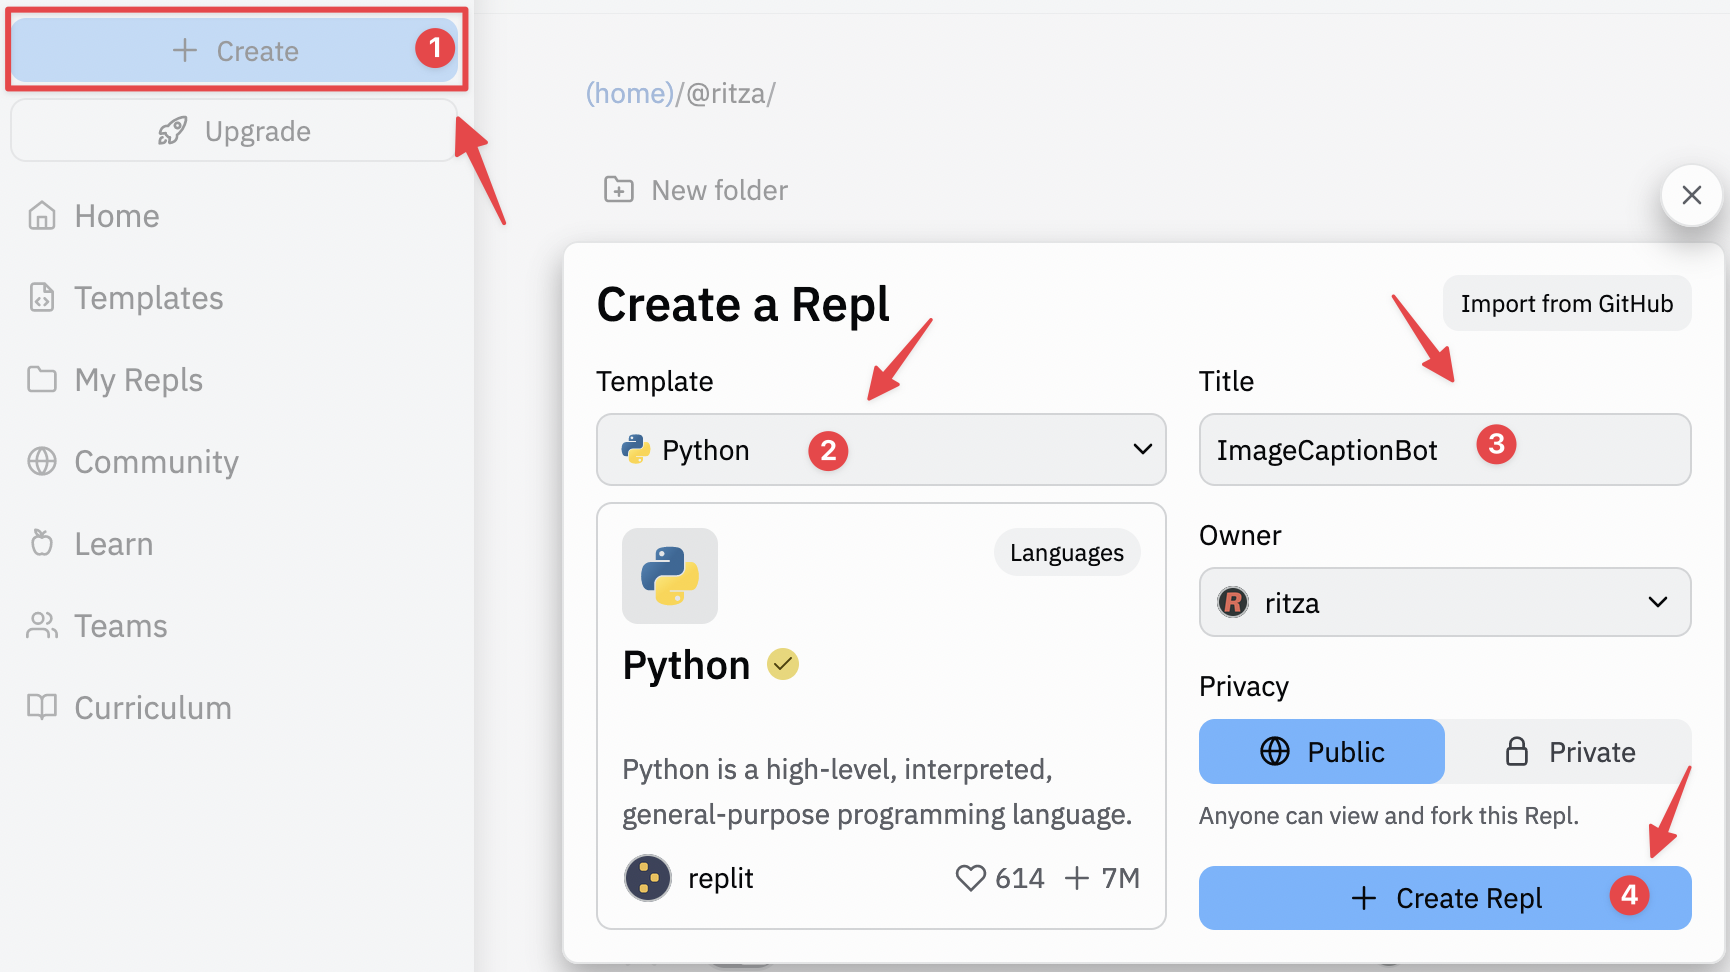 Create 1
Upgrade
Home
Templates
My Repls
Community
Learn
Teams
Curriculum
(home)/@ritza/
New folder
Create a Repl
Import from GitHub
Template
Python 2
Languages
Python
Python is a high-level, interpreted,
general-purpose programming language.
replit 614 7M
Title
ImageCaptionBot 3
Owner
R ritza
Privacy
Public Private
Anyone can view and fork this Repl.
Create Repl 4